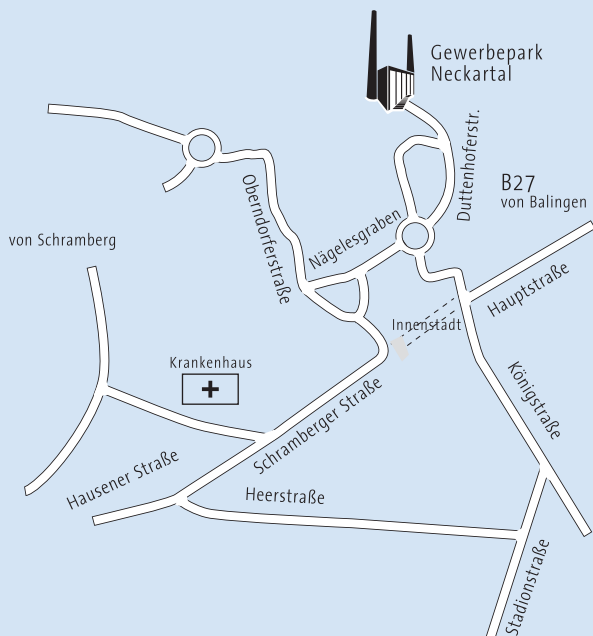 Gewerbepark
Neckartal
Duttenhoferstr.
B27
von Balingen
Oberndorferstraße
Nägelesgraben
von Schramberg
Hauptstraße
Innenstadt
Krankenhaus
Königstraße
Schramberger Straße
Hausener Straße
Heerstraße
Stadionstraße